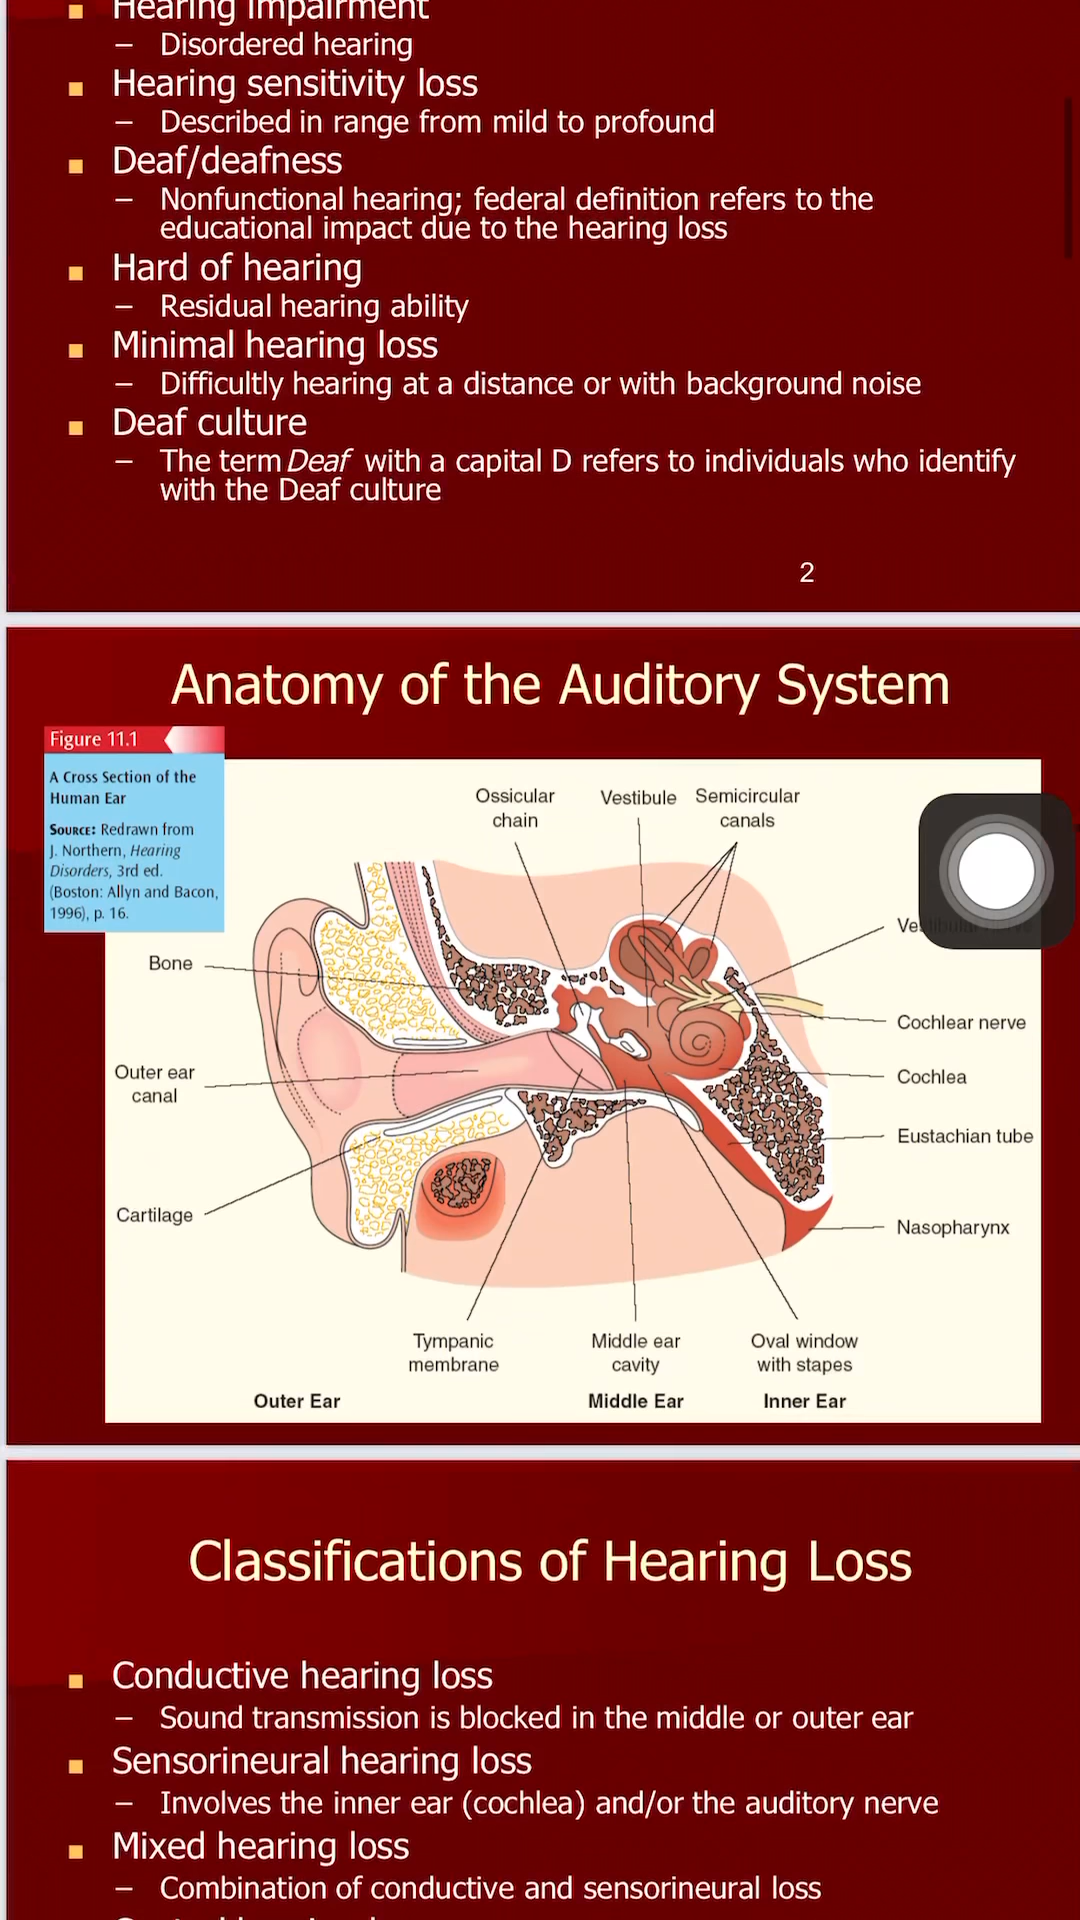 Hearing impairment
– Disordered hearing
Hearing sensitivity loss
– Described in range from mild to profound
Deaf/deafness
– Nonfunctional hearing; federal definition refers to the
educational impact due to the hearing loss
Hard of hearing
– Residual hearing ability
Minimal hearing loss
– Difficultly hearing at a distance or with background noise
Deaf culture
– The term Deaf with a capital D refers to individuals who identify
with the Deaf culture
2
Anatomy of the Auditory System
Figure 11.1
A Cross Section of the
Human Ear
SOURCE: Redrawn from
J. Northern, Hearing
Disorders, 3rd ed.
(Boston: Allyn and Bacon,
1996), p. 16.
Ossicular
chain
Vestibule
Semicircular
canals
Vestibular nerve
Bone
Cochlear nerve
Outer ear
canal
Cochlea
Eustachian tube
Cartilage
Nasopharynx
Tympanic
membrane
Middle ear
cavity
Oval window
with stapes
Outer Ear
Middle Ear
Inner Ear
Classifications of Hearing Loss
Conductive hearing loss
– Sound transmission is blocked in the middle or outer ear
Sensorineural hearing loss
– Involves the inner ear (cochlea) and/or the auditory nerve
Mixed hearing loss
– Combination of conductive and sensorineural loss